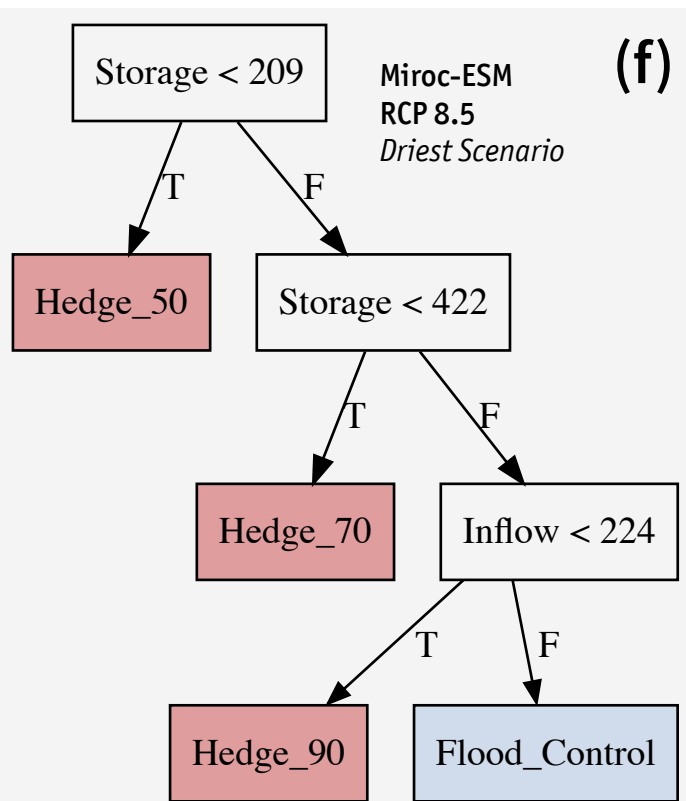 Storage < 209
(f)
Miroc-ESM
RCP 8.5
Driest Scenario
T
F
Hedge_50
Storage < 422
T
F
Hedge_70
Inflow < 224
T
F
Hedge_90
Flood_Control